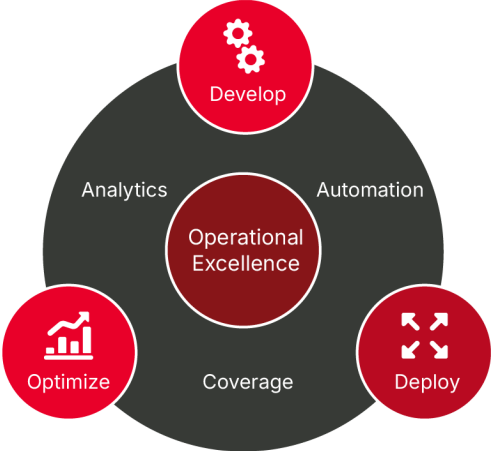 Develop
Analytics
Automation
Operational
Excellence
Optimize
Coverage
Deploy